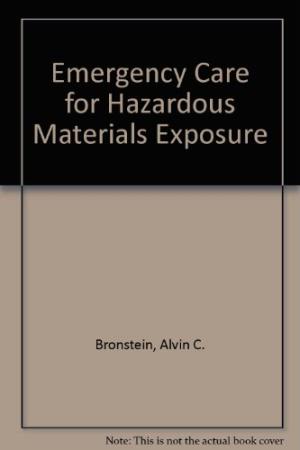 Emergency Care
for Hazardous
Materials Exposure
Bronstein, Alvin C.
Note: This is not the actual book cover